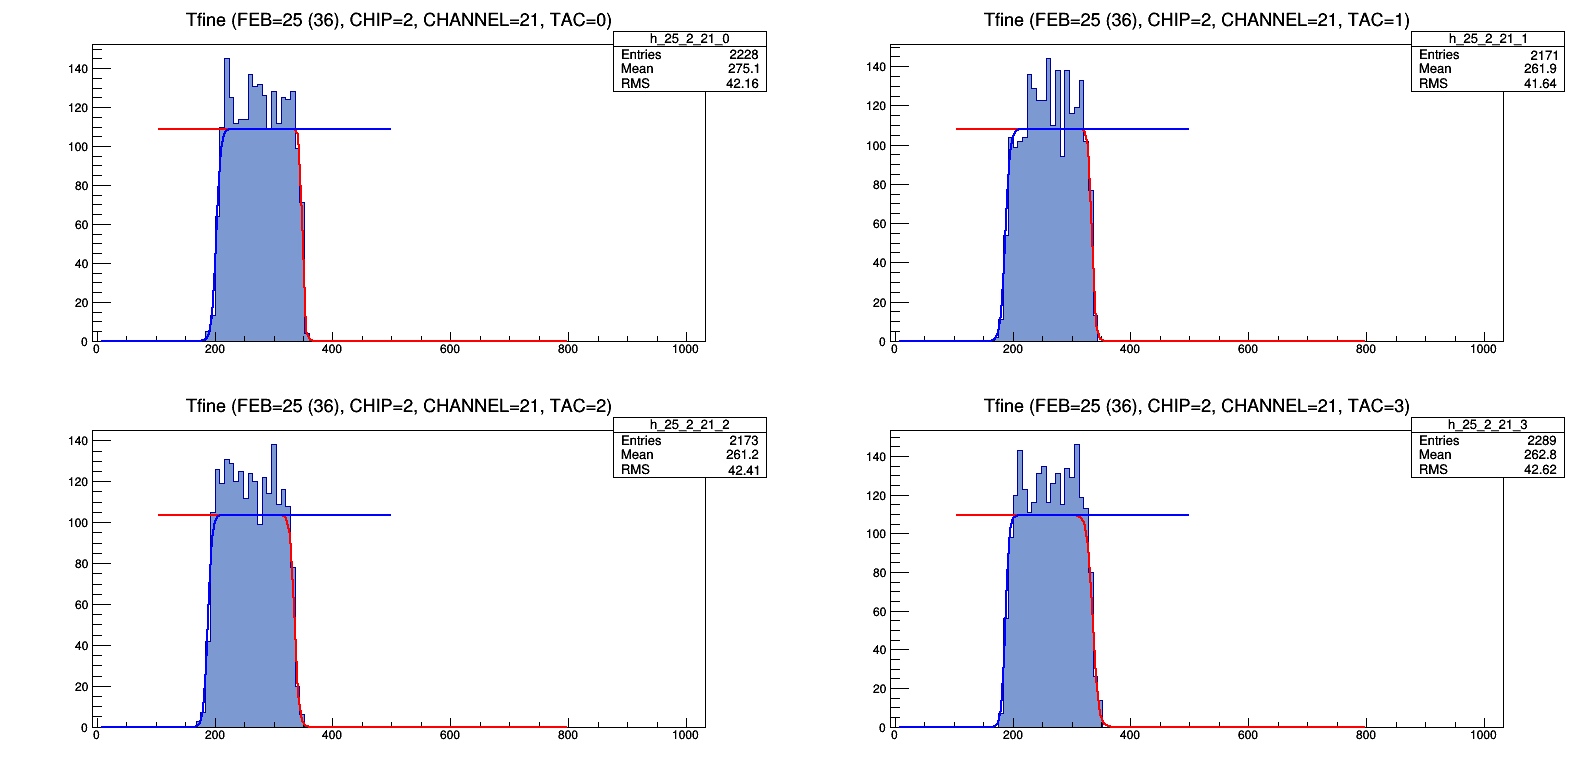 Tfine (FEB=25 (36), CHIP=2, CHANNEL=21, TAC=0)
h_25_2_21_0
Entries 2228
Mean 275.1
RMS 42.16
140
120
100
80
60
40
20
0
0 200 400 600 800 1000
Tfine (FEB=25 (36), CHIP=2, CHANNEL=21, TAC=1)
h_25_2_21_1
Entries 2171
Mean 261.9
RMS 41.64
140
120
100
80
60
40
20
0
0 200 400 600 800 1000
Tfine (FEB=25 (36), CHIP=2, CHANNEL=21, TAC=2)
h_25_2_21_2
Entries 2173
Mean 261.2
RMS 42.41
140
120
100
80
60
40
20
0
0 200 400 600 800 1000
Tfine (FEB=25 (36), CHIP=2, CHANNEL=21, TAC=3)
h_25_2_21_3
Entries 2289
Mean 262.8
RMS 42.62
140
120
100
80
60
40
20
0
0 200 400 600 800 1000